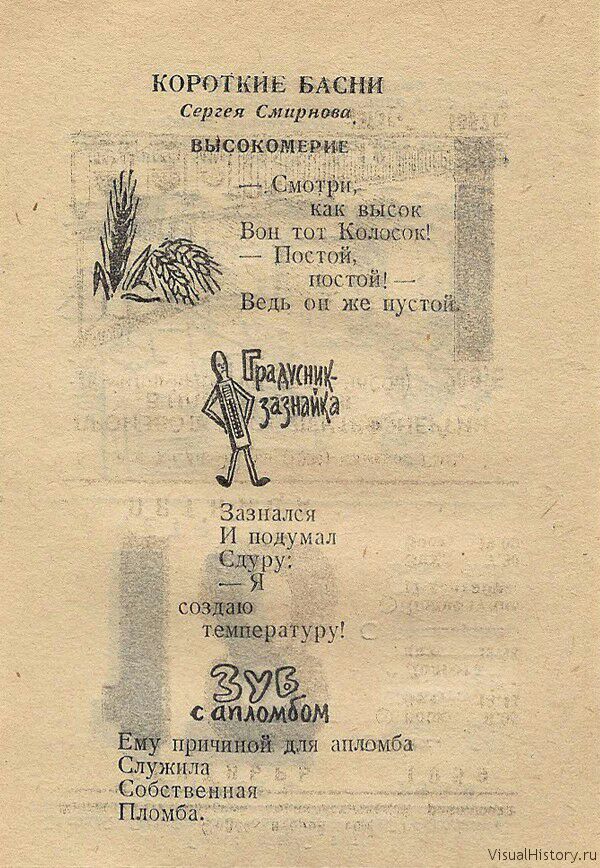 КОРОТКИЕ БАСНИ
Сергея Смирнова
ВЫСОКОМЕРИЕ
— Смотри,
как высок
Вон тот Колосок!
— Постой,
постой! —
Ведь он же пустой.
Градусник-
зазнайка
Зазнался
И подумал
Сдуру:
— Я
создаю
температуру!
ЗУБ
с апломбом
Ему причиной для апломба
Служила
Собственная
Пломба.
VisualHistory.ru